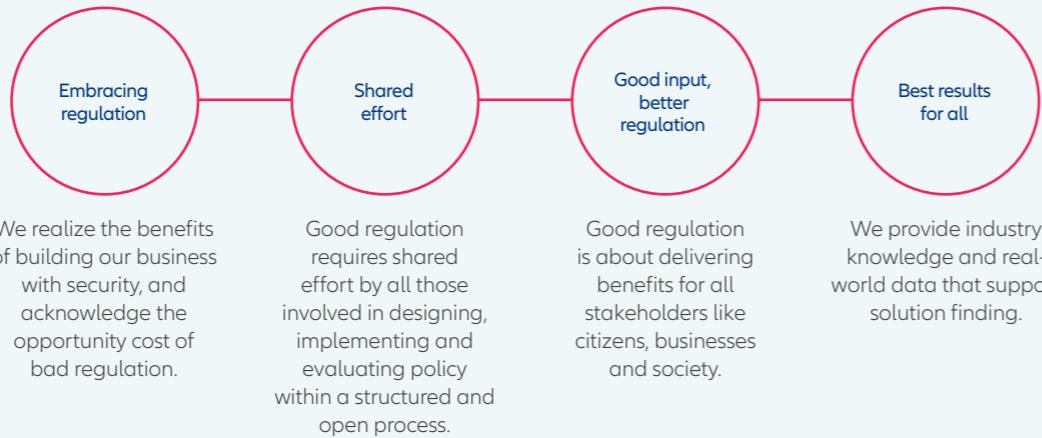 Embracing
regulation
Shared
effort
Good input,
better
regulation
Best results
for all
We realize the benefits
of building our business
with security, and
acknowledge the
opportunity cost of
bad regulation.
Good regulation
requires shared
effort by all those
involved in designing,
implementing and
evaluating policy
within a structured and
open process.
Good regulation
is about delivering
benefits for all
stakeholders like
citizens, businesses
and society.
We provide industry
knowledge and real-
world data that support
solution finding.